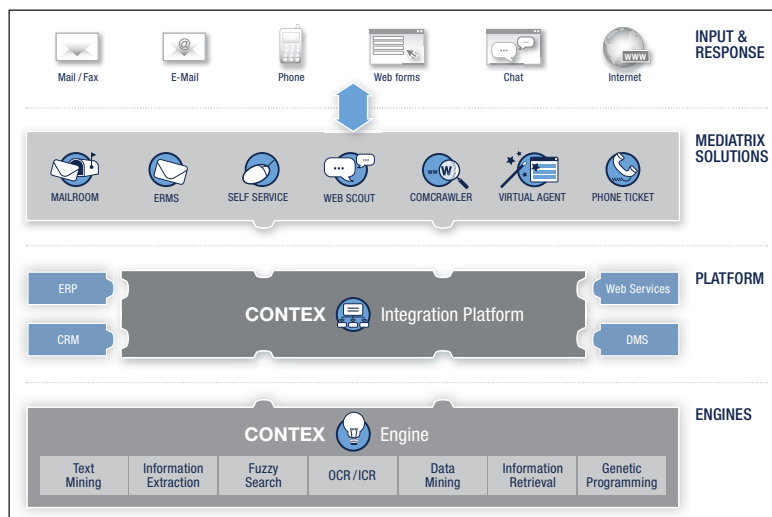 INPUT &
RESPONSE
@
WWW
Mail / Fax
E-Mail
Phone
Web forms
Chat
Internet
MEDIATRIX
SOLUTIONS
WW W
MAILROOM
ERMS
SELF SERVICE
WEB SCOUT
COMCRAWLER
VIRTUAL AGENT
PHONE TICKET
PLATFORM
ERP
Web Services
CONTEX Integration Platform
CRM
DMS
ENGINES
CONTEX Engine
Text
Mining
Information
Extraction
Fuzzy
Search
OCR / ICR
Data
Mining
Information
Retrieval
Genetic
Programming